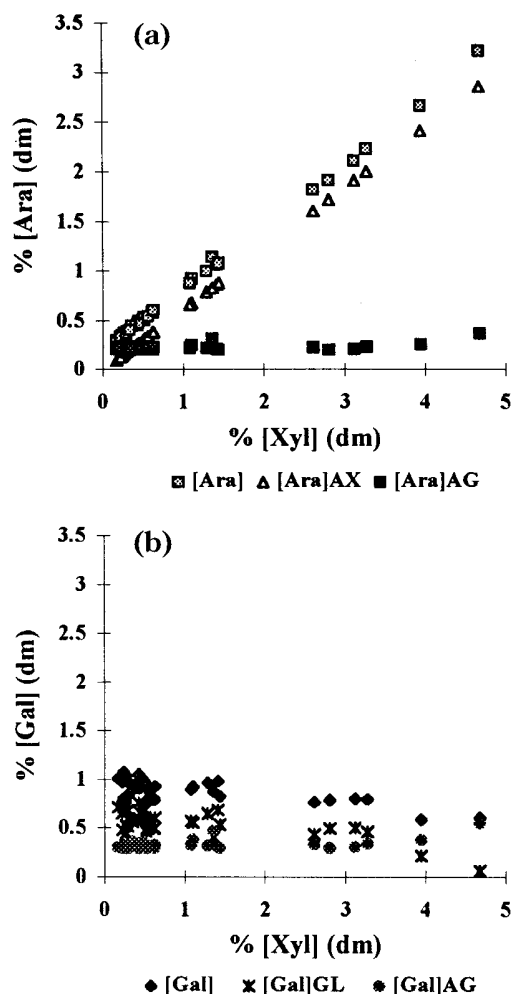 (a)
3.5
3
2.5
2
1.5
1
0.5
0
% [Ara] (dm)
0 1 2 3 4 5
% [Xyl] (dm)
[Ara] [Ara]AX [Ara]AG
(b)
3.5
3
2.5
2
1.5
1
0.5
0
% [Gal] (dm)
0 1 2 3 4 5
% [Xyl] (dm)
[Gal] [Gal]GL [Gal]AG